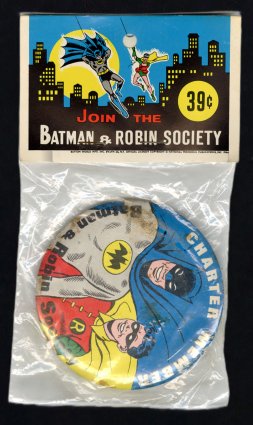 39¢
JOIN THE
BATMAN & ROBIN SOCIETY
CHARTER MEMBER
Batman & Robin Soc
R